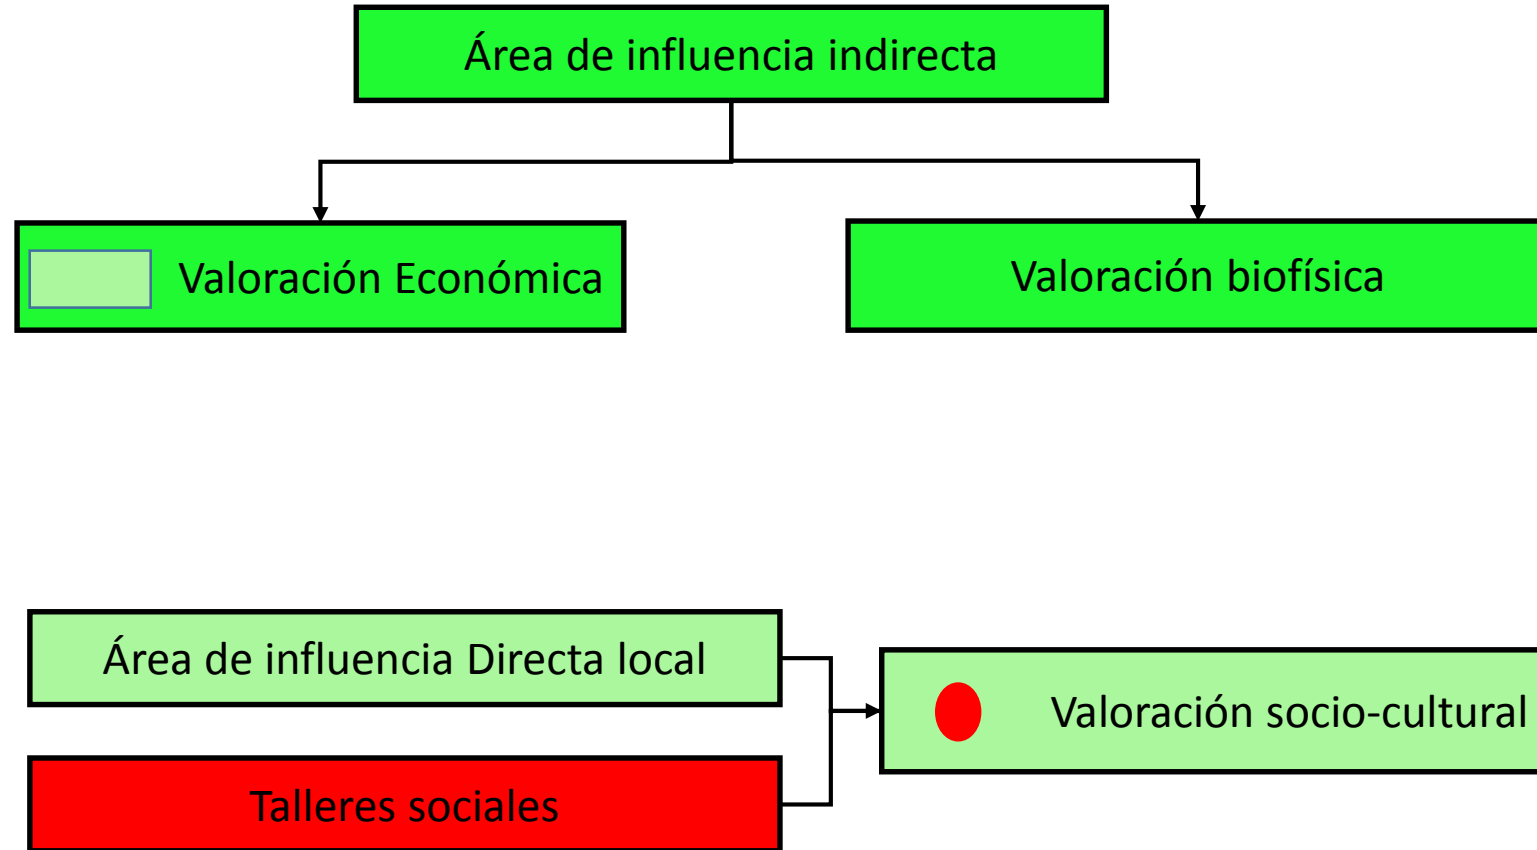 Área de influencia indirecta
Valoración Económica
Valoración biofísica
Área de influencia Directa local
Valoración socio-cultural
Talleres sociales